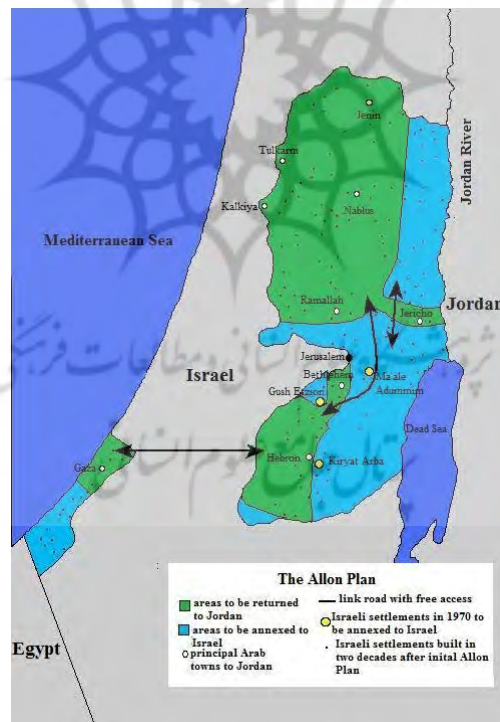 Jenin
Tulkarm
Kalkiya
Nablus
Jordan River
Mediterranean Sea
Ramallah
Jericho
Jordan
Jerusalem
Bethlehem
Israel
Ma'ale
Adummim
Gush Etzion
Dead Sea
Gaza
Hebron
Kiryat Arba
Egypt
The Allon Plan
areas to be returned
to Jordan
areas to be annexed to
Israel
principal Arab
towns to Jordan
link road with free access
Israeli settlements in 1970 to
be annexed to Israel
Israeli settlements built in
two decades after inital Allon
Plan